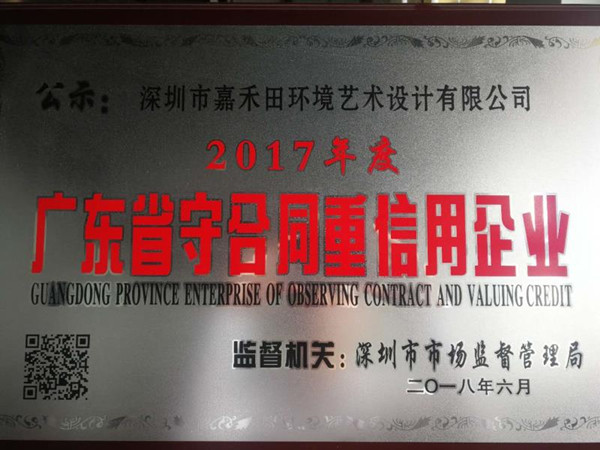 公示：深圳市嘉禾田环境艺术设计有限公司
2017年度
广东省守合同重信用企业
GUANGDONG PROVINCE ENTERPRISE OF OBSERVING CONTRACT AND VALUING CREDIT
监督机关：深圳市市场监督管理局
二〇一八年六月